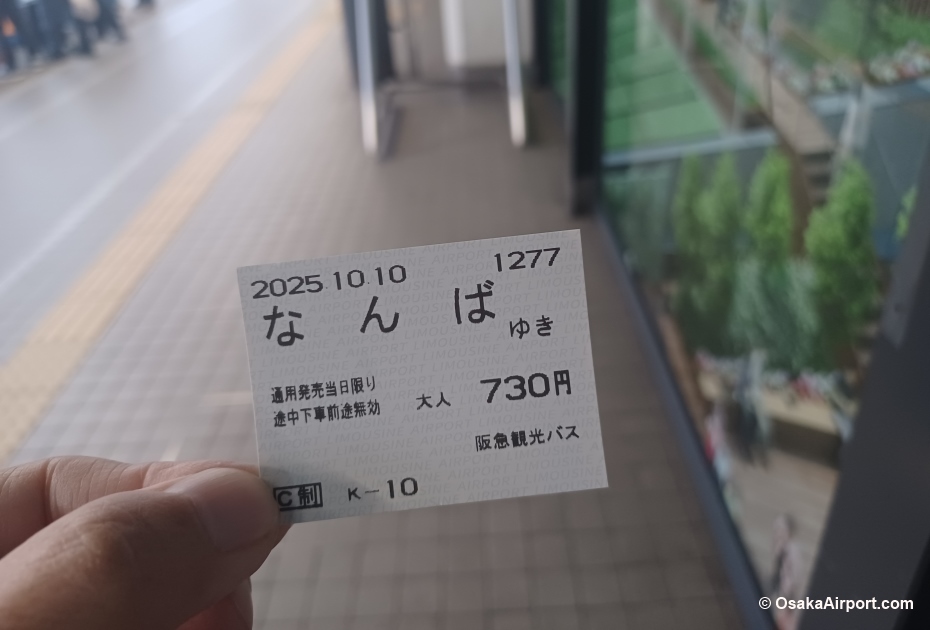 2025.10.10 1277
なんば ゆき
通用発売当日限り
途中下車前途無効
大人 730円
阪急観光バス
C制 K-10
© OsakaAirport.com